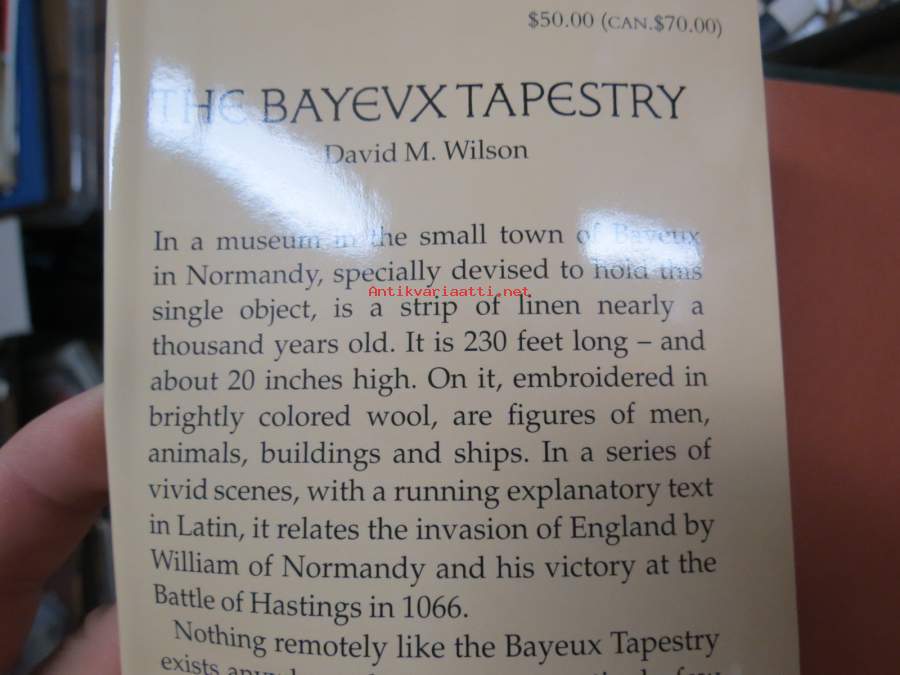 $50.00 (CAN.$70.00)
THE BAYEVX TAPESTRY
David M. Wilson
In a museum in the small town of Bayeux
in Normandy, specially devised to hold this
Antikvariaatti.net
single object, is a strip of linen nearly a
thousand years old. It is 230 feet long – and
about 20 inches high. On it, embroidered in
brightly colored wool, are figures of men,
animals, buildings and ships. In a series of
vivid scenes, with a running explanatory text
in Latin, it relates the invasion of England by
William of Normandy and his victory at the
Battle of Hastings in 1066.
Nothing remotely like the Bayeux Tapestry
exists